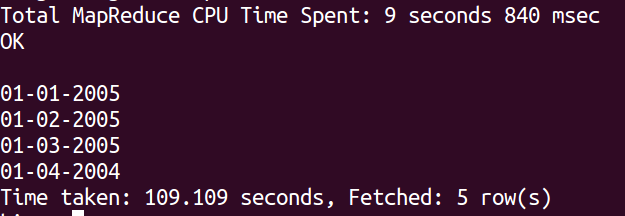 Total MapReduce CPU Time Spent: 9 seconds 840 msec
OK

01-01-2005
01-02-2005
01-03-2005
01-04-2004
Time taken: 109.109 seconds, Fetched: 5 row(s)